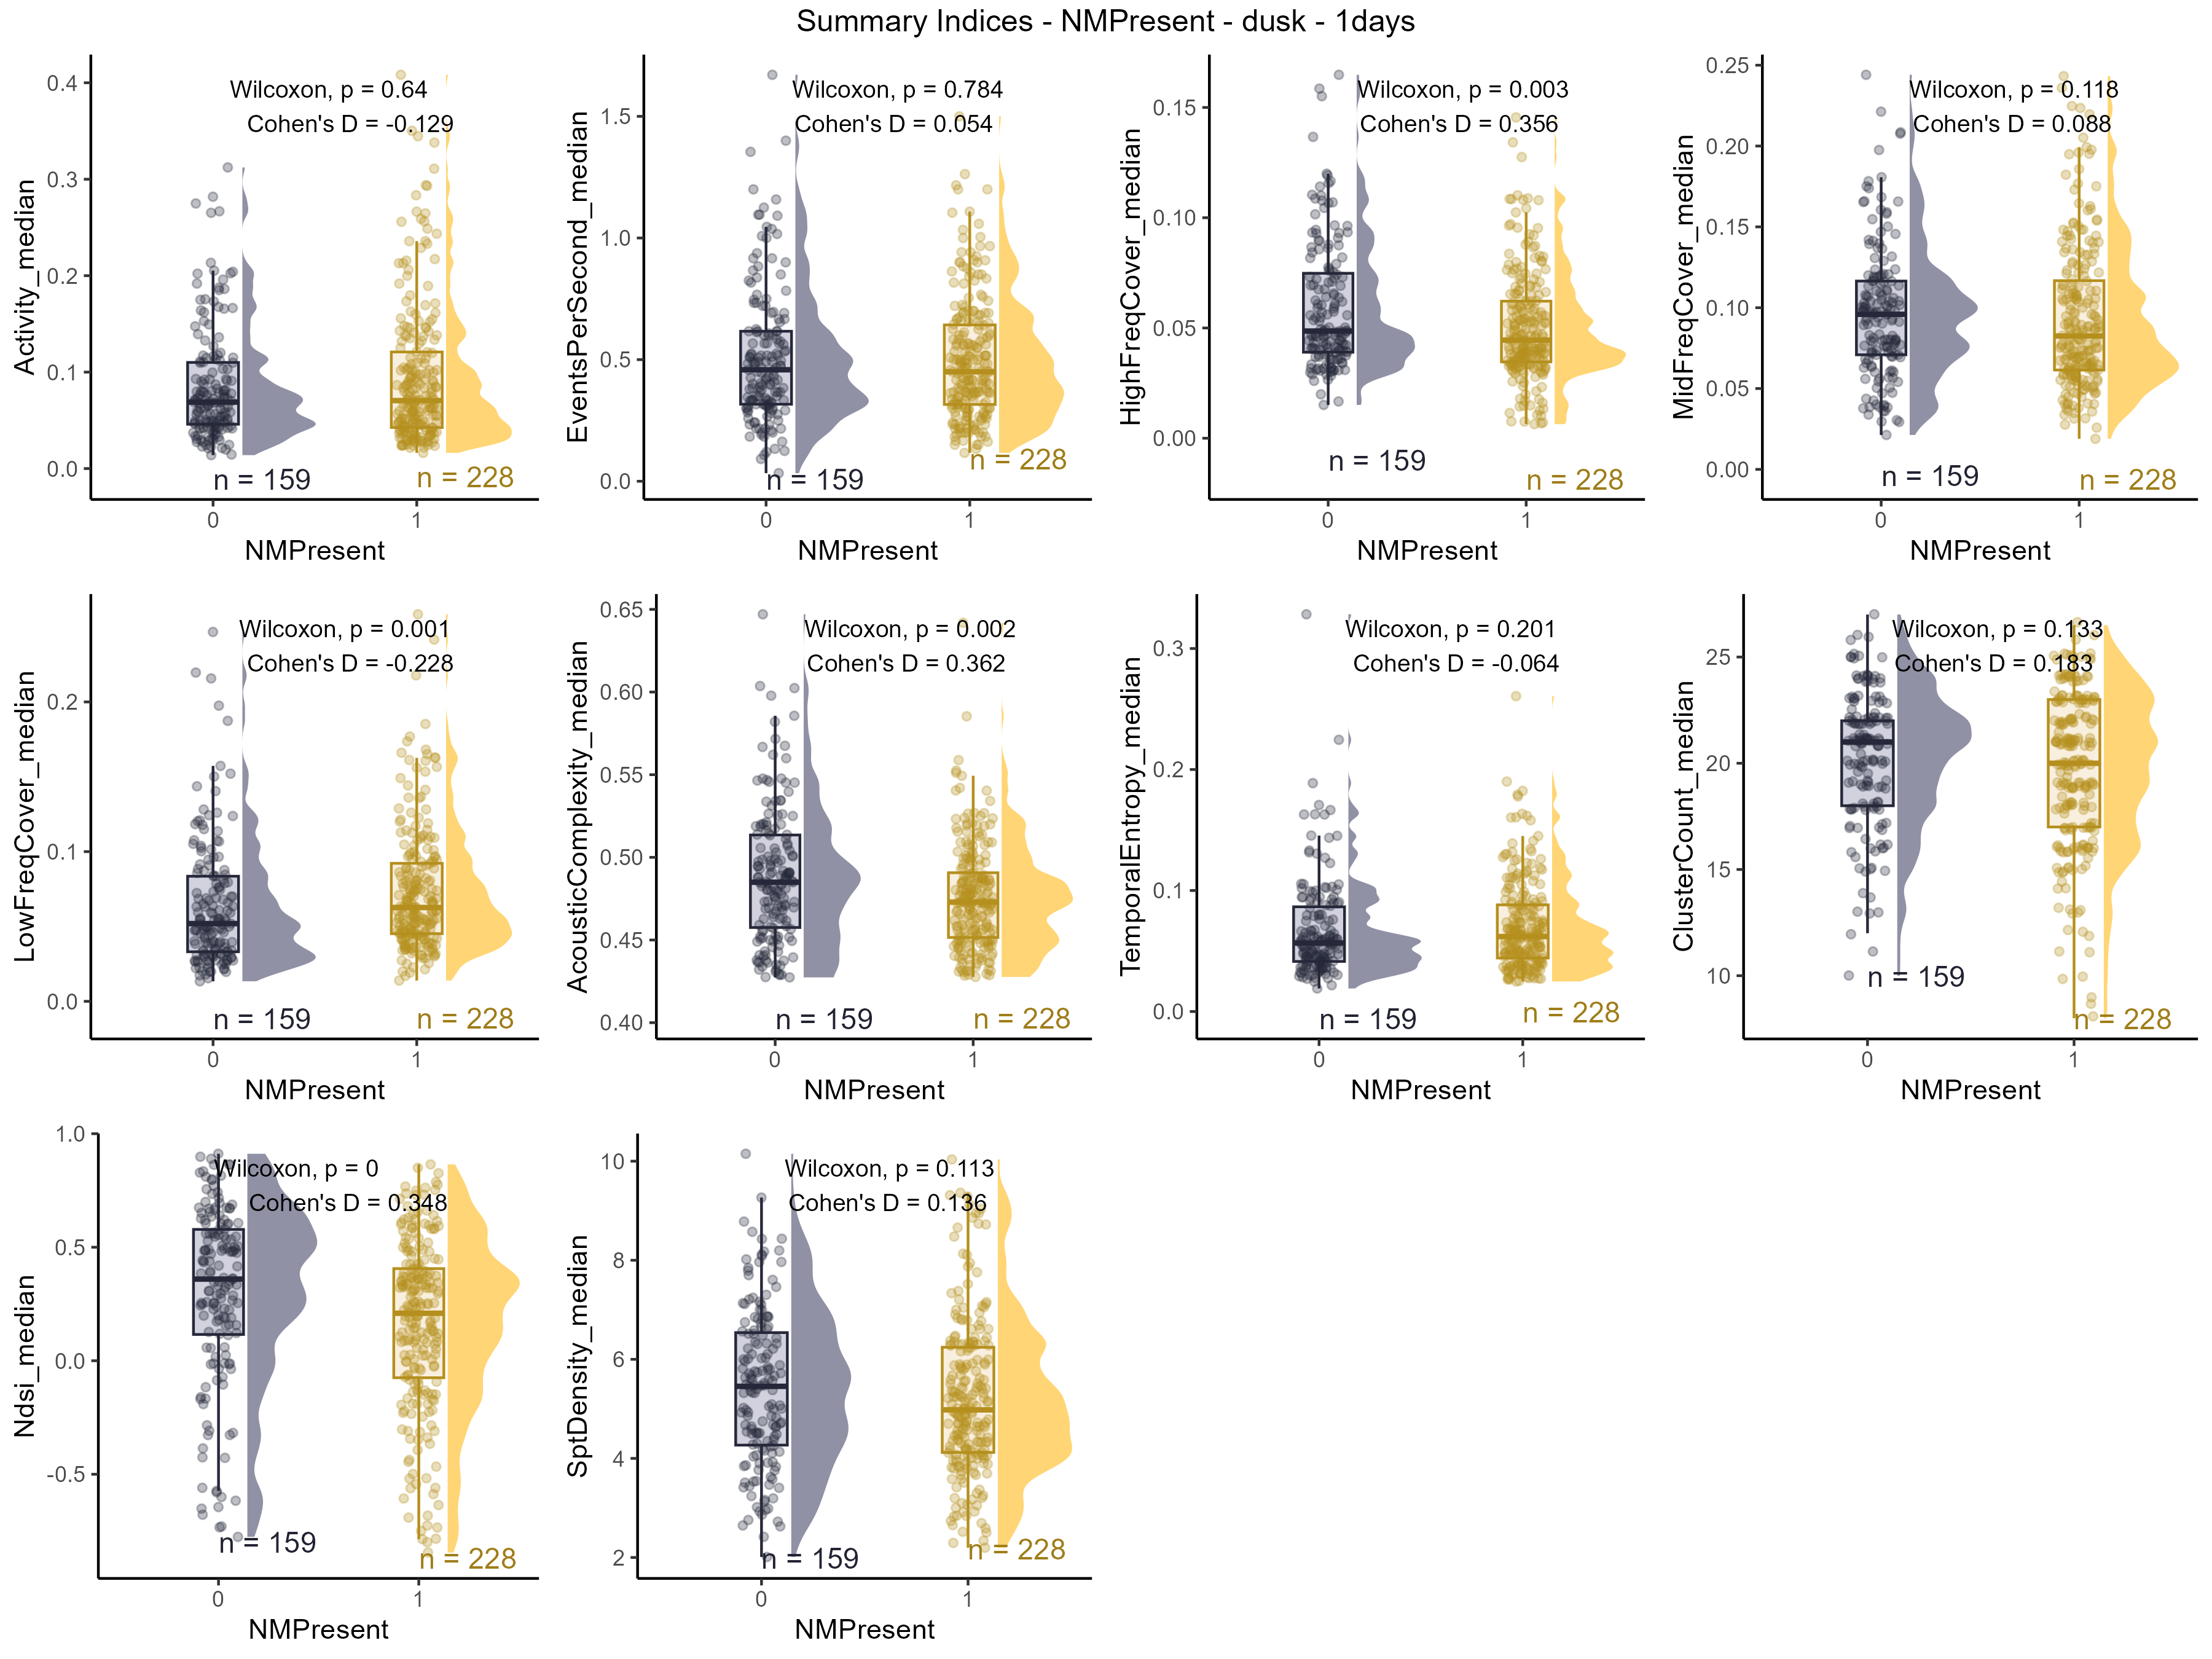 Summary Indices - NMPresent - dusk - 1days
Activity_median
0.4
0.3
0.2
0.1
0.0
Wilcoxon, p = 0.64
Cohen's D = -0.129
n = 159
n = 228
0
1
NMPresent
EventsPerSecond_median
1.5
1.0
0.5
0.0
Wilcoxon, p = 0.784
Cohen's D = 0.054
n = 159
n = 228
0
1
NMPresent
HighFreqCover_median
0.15
0.10
0.05
0.00
Wilcoxon, p = 0.003
Cohen's D = 0.356
n = 159
n = 228
0
1
NMPresent
MidFreqCover_median
0.25
0.20
0.15
0.10
0.05
0.00
Wilcoxon, p = 0.118
Cohen's D = 0.088
n = 159
n = 228
0
1
NMPresent
LowFreqCover_median
0.2
0.1
0.0
Wilcoxon, p = 0.001
Cohen's D = -0.228
n = 159
n = 228
0
1
NMPresent
AcousticComplexity_median
0.65
0.60
0.55
0.50
0.45
0.40
Wilcoxon, p = 0.002
Cohen's D = 0.362
n = 159
n = 228
0
1
NMPresent
TemporalEntropy_median
0.3
0.2
0.1
0.0
Wilcoxon, p = 0.201
Cohen's D = -0.064
n = 159
n = 228
0
1
NMPresent
ClusterCount_median
25
20
15
10
Wilcoxon, p = 0.133
Cohen's D = 0.183
n = 159
n = 228
0
1
NMPresent
Ndsi_median
1.0
0.5
0.0
-0.5
Wilcoxon, p = 0
Cohen's D = 0.348
n = 159
n = 228
0
1
NMPresent
SptDensity_median
10
8
6
4
2
Wilcoxon, p = 0.113
Cohen's D = 0.136
n = 159
n = 228
0
1
NMPresent